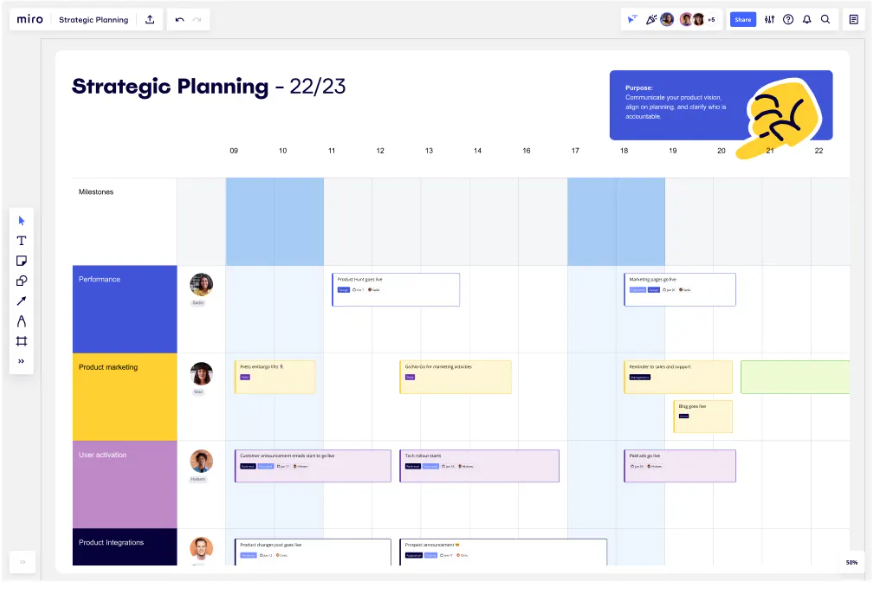 miro
Strategic Planning
+5
Share
Strategic Planning - 22/23
Purpose:
Communicate your product vision,
align on planning, and clarify who is
accountable.
09 10 11 12 13 14 15 16 17 18 19 20 21 22
Milestones
Performance
Product Hunt goes live
Marketing pages go live
Product marketing
Press embargo lifts
Go/No-Go for marketing activities
Reminder to sales and support
Blog goes live
User activation
Customer announcement emails start to go live
Tech rollout starts
Paid ads go live
Product Integrations
Product changes post goes live
Prospect announcement
50%